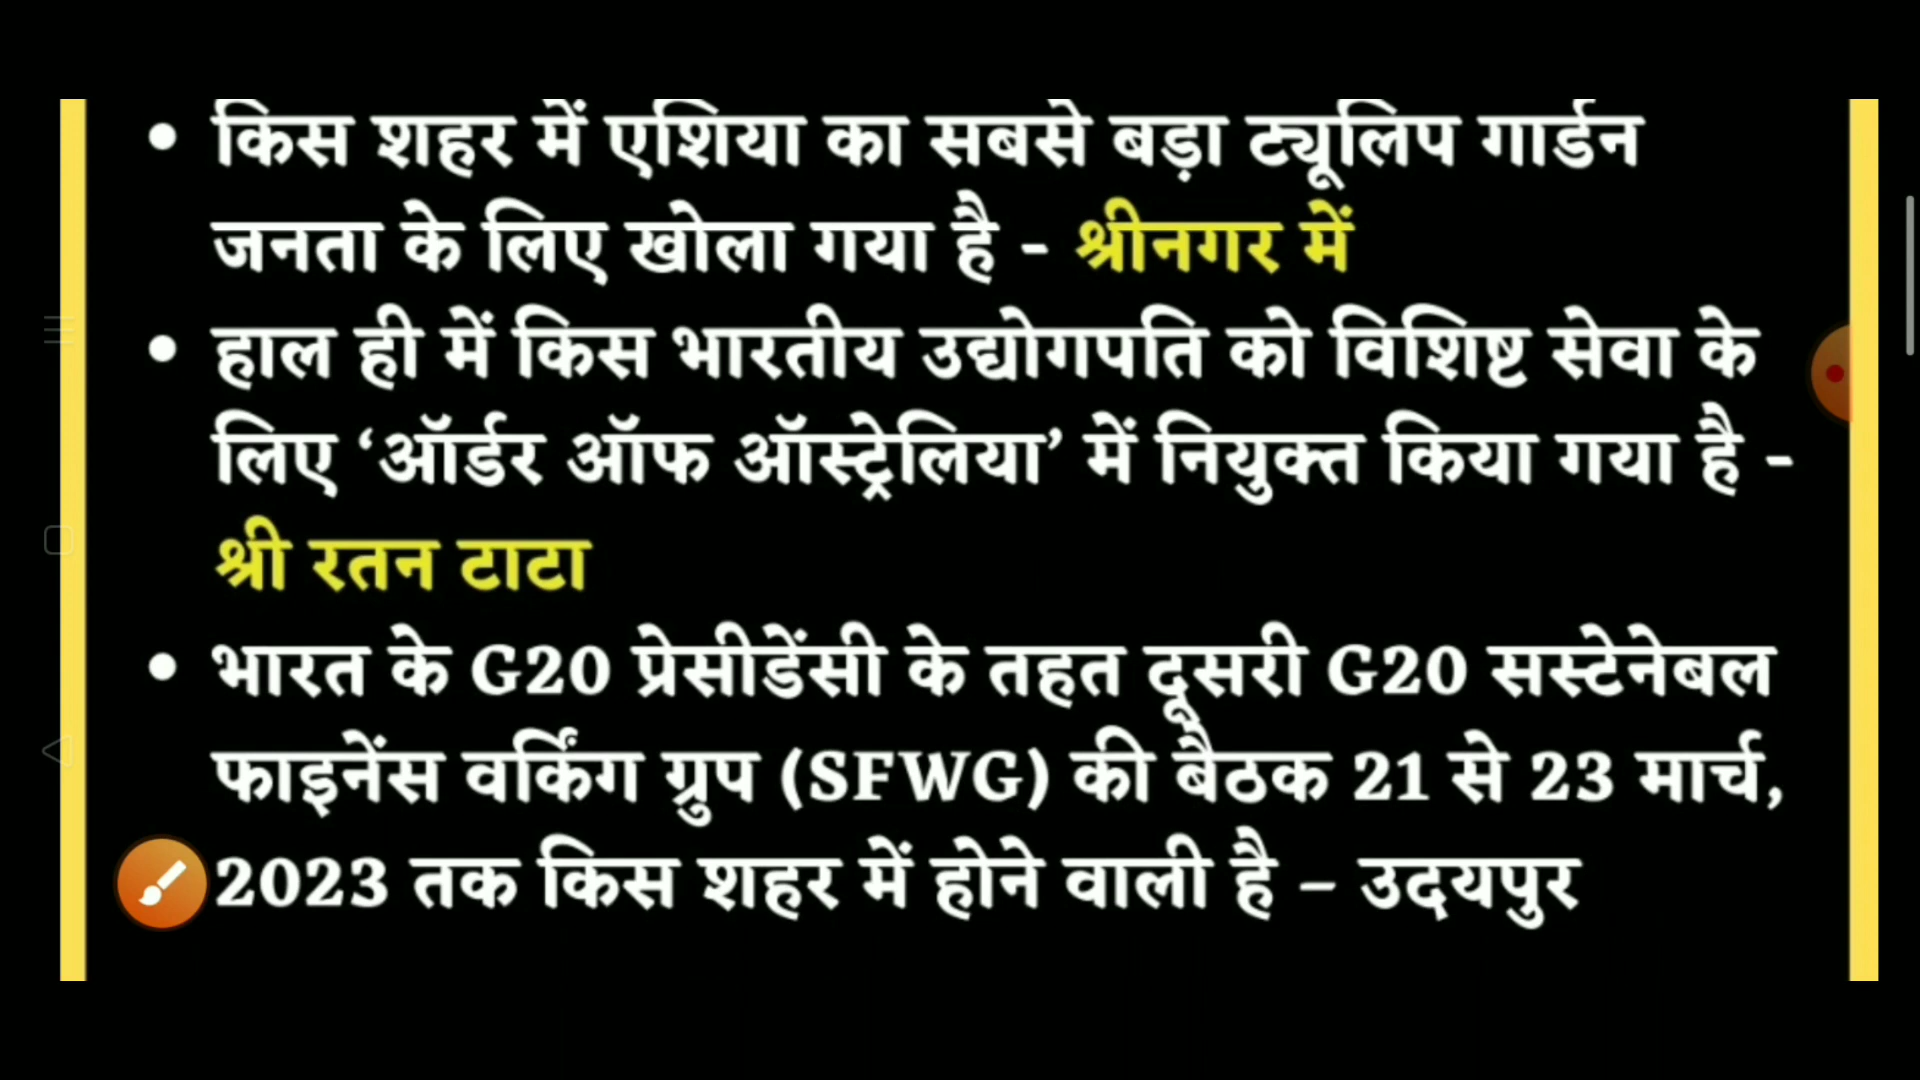 • किस शहर में एशिया का सबसे बड़ा ट्यूलिप गार्डन
जनता के लिए खोला गया है - श्रीनगर में
• हाल ही में किस भारतीय उद्योगपति को विशिष्ट सेवा के
लिए ‘ऑर्डर ऑफ ऑस्ट्रेलिया’ में नियुक्त किया गया है -
श्री रतन टाटा
• भारत के G20 प्रेसीडेंसी के तहत दूसरी G20 सस्टेनेबल
फाइनेंस वर्किंग ग्रुप (SFWG) की बैठक 21 से 23 मार्च,
2023 तक किस शहर में होने वाली है – उदयपुर